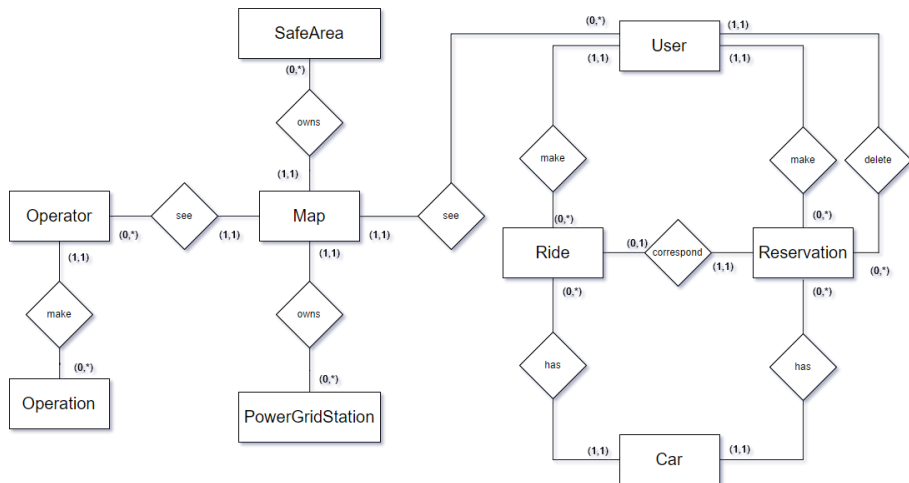 SafeArea
(0,*)
owns
(1,1)
(0,*)
see
User
(1,1)
(1,1)
(1,1)
make
make
delete
Operator
(0,*)
see
(1,1)
Map
(1,1)
(1,1)
(1,1)
make
(0,*)
Operation
owns
(0,*)
PowerGridStation
(0,*)
Ride
(0,1)
(0,*)
correspond
(1,1)
(0,*)
Reservation
(0,*)
(0,*)
has
has
(1,1)
Car
(1,1)